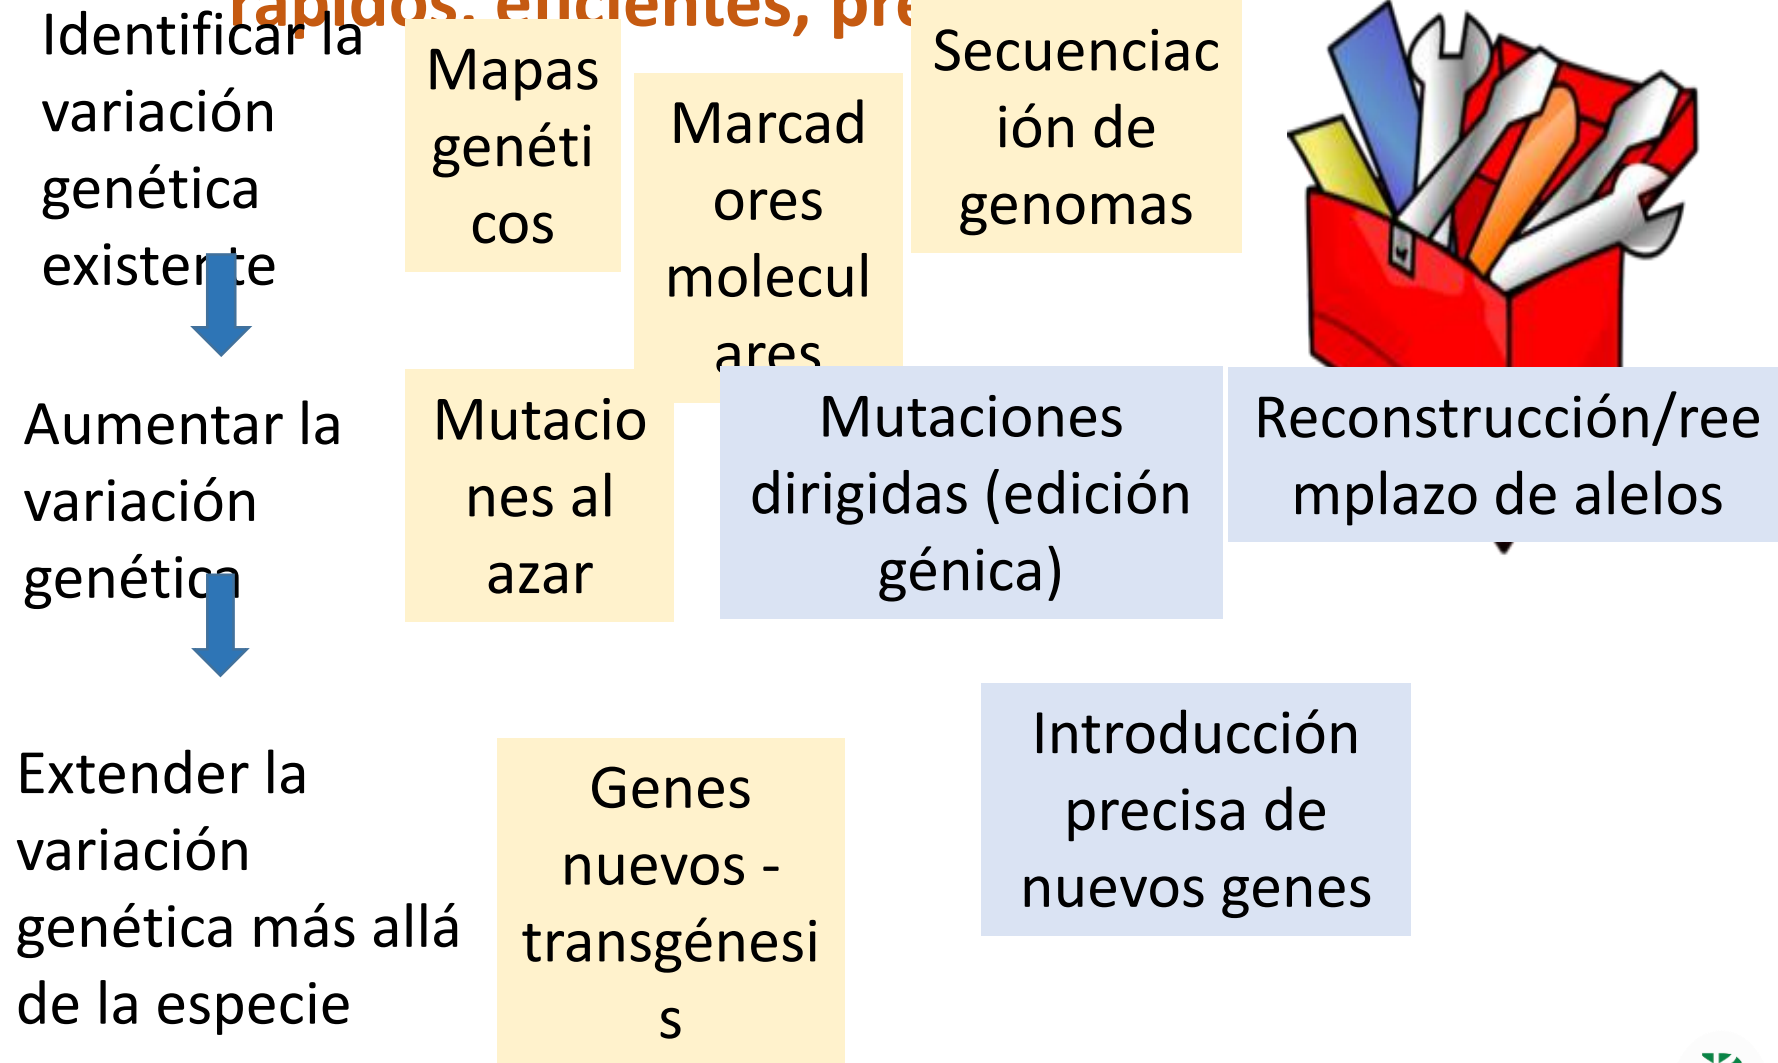 rápidos, eficientes,
Identificar la
variación
genética
existente
Mapas
genéti
cos
Marcad
ores
molecul
ares
Secuenciac
ión de
genomas
Aumentar la
variación
genética
Mutacio
nes al
azar
Mutaciones
dirigidas (edición
génica)
Reconstrucción/ree
mplazo de alelos
Extender la
variación
genética más allá
de la especie
Genes
nuevos -
transgénesi
s
Introducción
precisa de
nuevos genes